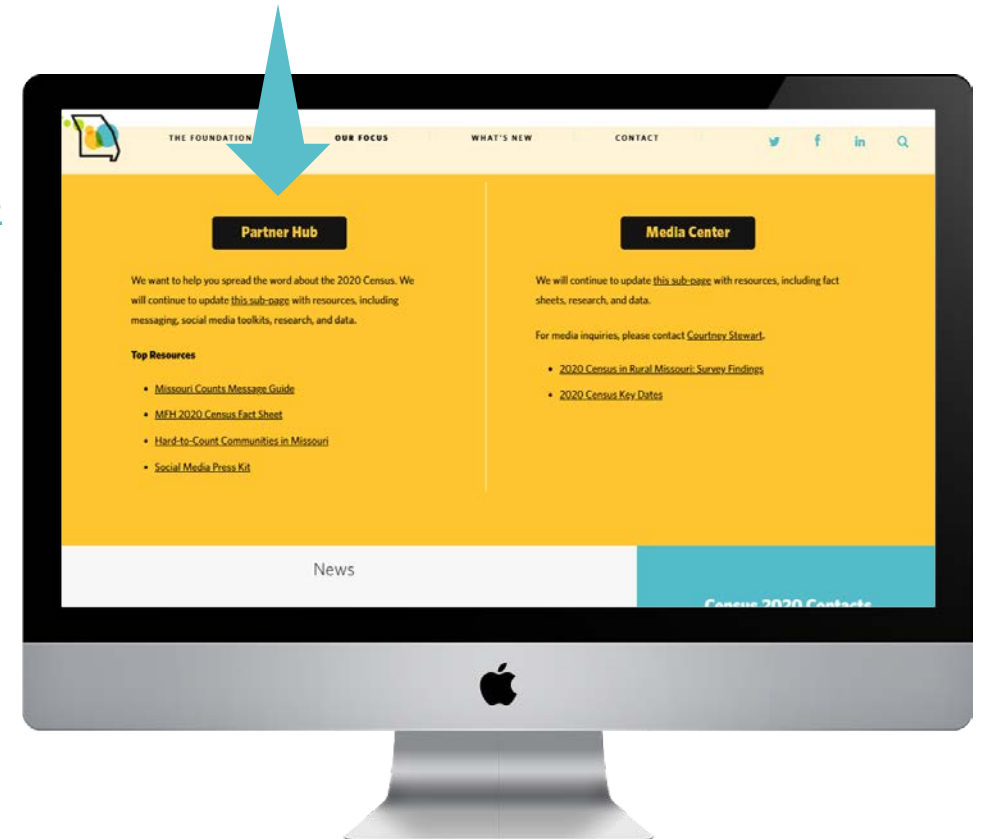 THE FOUNDATION
OUR FOCUS
WHAT'S NEW
CONTACT
Partner Hub
We want to help you spread the word about the 2020 Census. We
will continue to update this sub-page with resources, including
messaging, social media toolkits, research, and data.
Top Resources
• Missouri Counts Message Guide
• MFH 2020 Census Fact Sheet
• Hard-to-Count Communities in Missouri
• Social Media Press Kit
Media Center
We will continue to update this sub-page with resources, including fact
sheets, research, and data.
For media inquiries, please contact Courtney Stewart.
• 2020 Census in Rural Missouri: Survey Findings
• 2020 Census Key Dates
News
Census 2020 Contacts